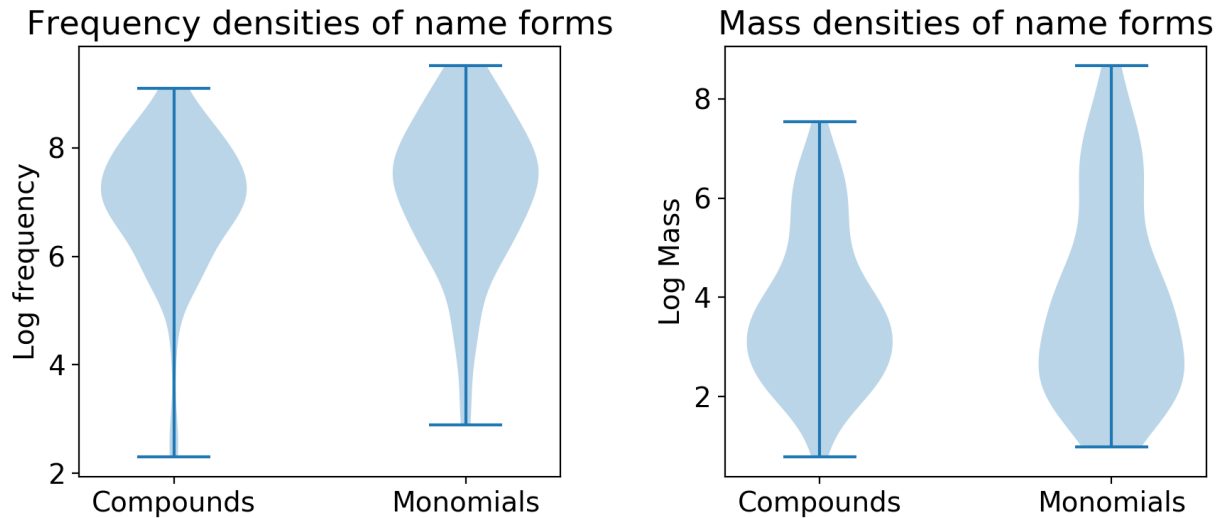 Frequency densities of name forms
Log frequency
8
6
4
2
Compounds Monomials
Mass densities of name forms
Log Mass
8
6
4
2
Compounds Monomials